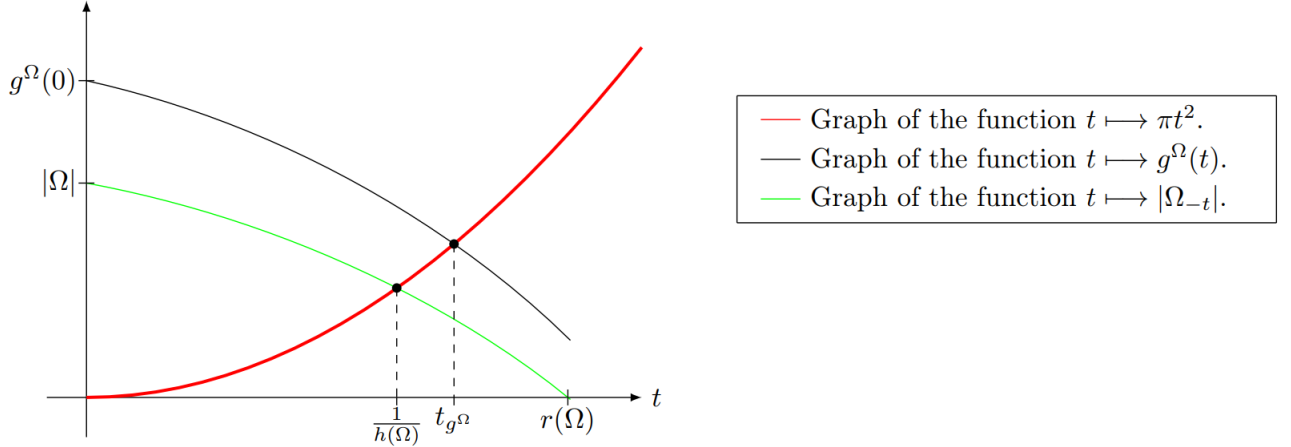 g^Ω(0)
|Ω|
1/h(Ω)
t_{g^Ω}
r(Ω)
t
Graph of the function t ⟼ πt².
Graph of the function t ⟼ g^Ω(t).
Graph of the function t ⟼ |Ω_{-t}|.